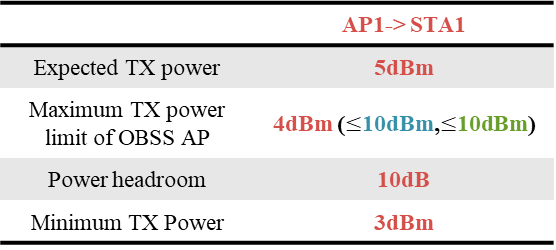 AP1-> STA1
Expected TX power 5dBm
Maximum TX power
limit of OBSS AP 4dBm (≤10dBm,≤10dBm)
Power headroom 10dB
Minimum TX Power 3dBm